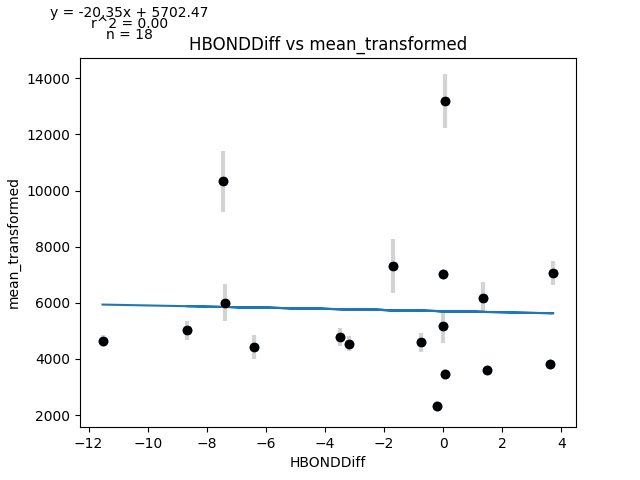 y = -20.35x + 5702.47
r^2 = 0.00
n = 18
HBONDDiff vs mean_transformed
14000
12000
10000
8000
6000
4000
2000
mean_transformed
−12
−10
−8
−6
−4
−2
0
2
4
HBONDDiff